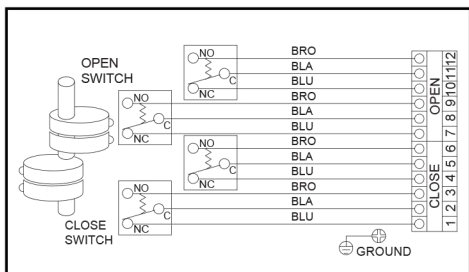 OPEN
SWITCH
NO
C
NC
NO
C
NC
NO
C
NC
NO
C
NC
BRO
BLA
BLU
BRO
BLA
BLU
BRO
BLA
BLU
BRO
BLA
BLU
OPEN
CLOSE
12
11
10
9
8
7
6
5
4
3
2
1
CLOSE
SWITCH
GROUND